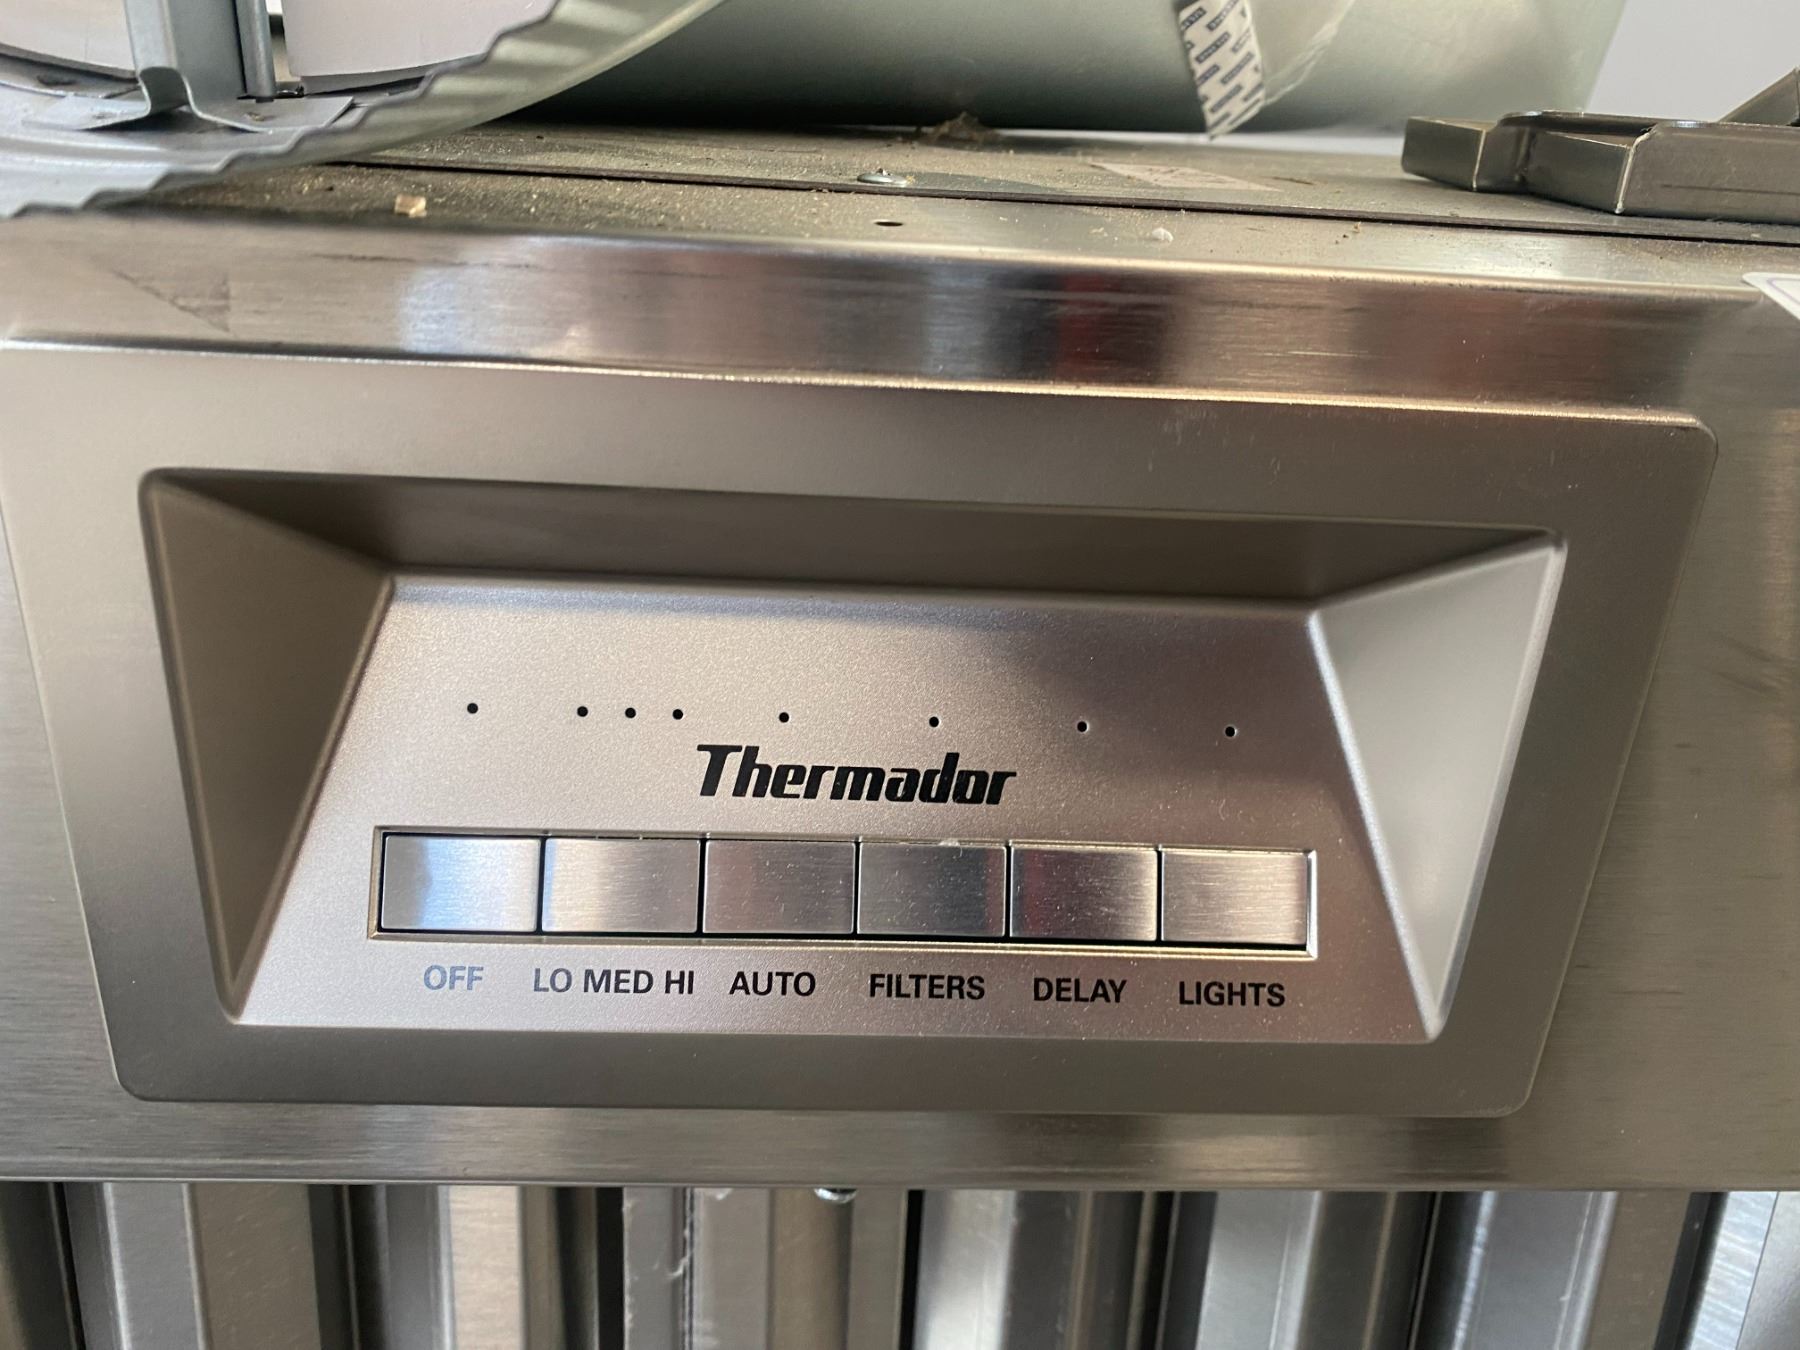 Thermador
OFF LO MED HI AUTO FILTERS DELAY LIGHTS